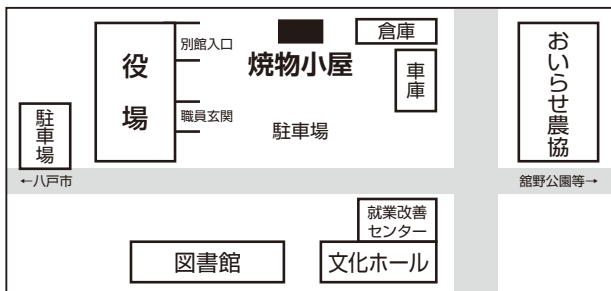 役場
別館入口
職員玄関
焼物小屋
倉庫
車庫
駐車場
駐車場
おいらせ農協
←八戸市
舘野公園等→
就業改善
センター
図書館
文化ホール